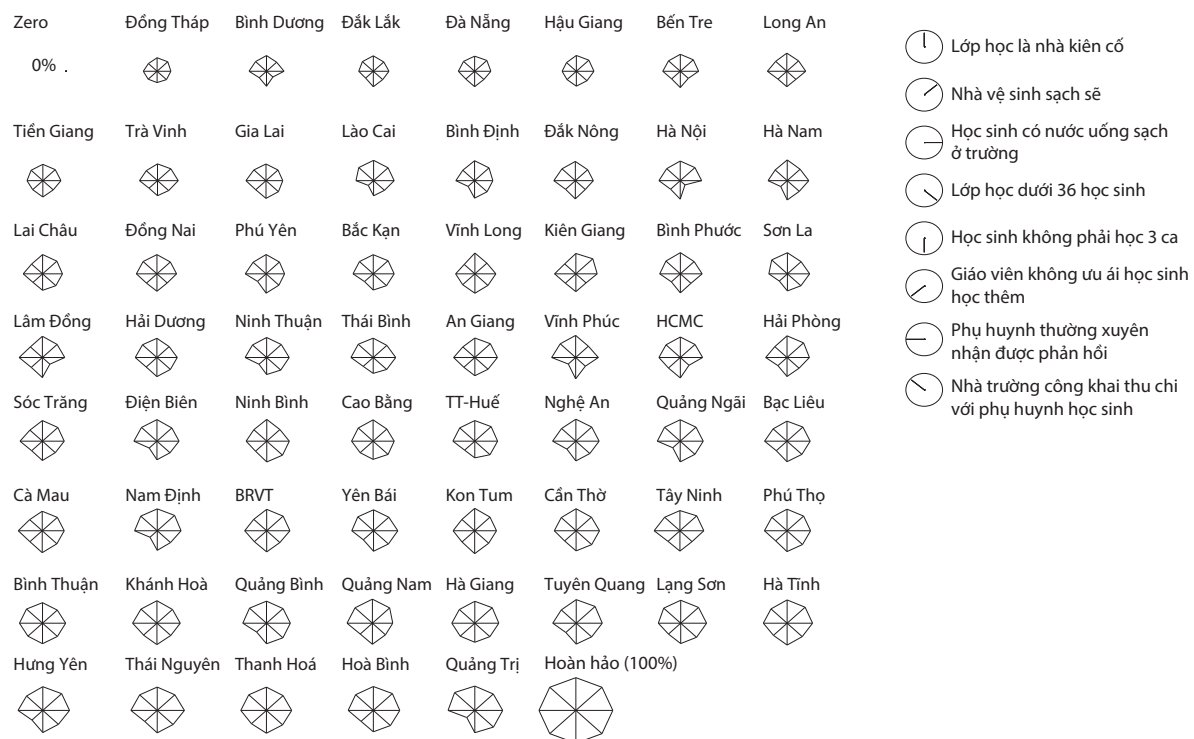 Zero Đồng Tháp Bình Dương Đắk Lắk Đà Nẵng Hậu Giang Bến Tre Long An
0% .
Tiền Giang Trà Vinh Gia Lai Lào Cai Bình Định Đắk Nông Hà Nội Hà Nam
Lai Châu Đồng Nai Phú Yên Bắc Kạn Vĩnh Long Kiên Giang Bình Phước Sơn La
Lâm Đồng Hải Dương Ninh Thuận Thái Bình An Giang Vĩnh Phúc HCMC Hải Phòng
Sóc Trăng Điện Biên Ninh Bình Cao Bằng TT-Huế Nghệ An Quảng Ngãi Bạc Liêu
Cà Mau Nam Định BRVT Yên Bái Kon Tum Cần Thờ Tây Ninh Phú Thọ
Bình Thuận Khánh Hoà Quảng Bình Quảng Nam Hà Giang Tuyên Quang Lạng Sơn Hà Tĩnh
Hưng Yên Thái Nguyên Thanh Hoá Hoà Bình Quảng Trị Hoàn hảo (100%)
Lớp học là nhà kiên cố
Nhà vệ sinh sạch sẽ
Học sinh có nước uống sạch
ở trường
Lớp học dưới 36 học sinh
Học sinh không phải học 3 ca
Giáo viên không ưu ái học sinh
học thêm
Phụ huynh thường xuyên
nhận được phản hồi
Nhà trường công khai thu chi
với phụ huynh học sinh